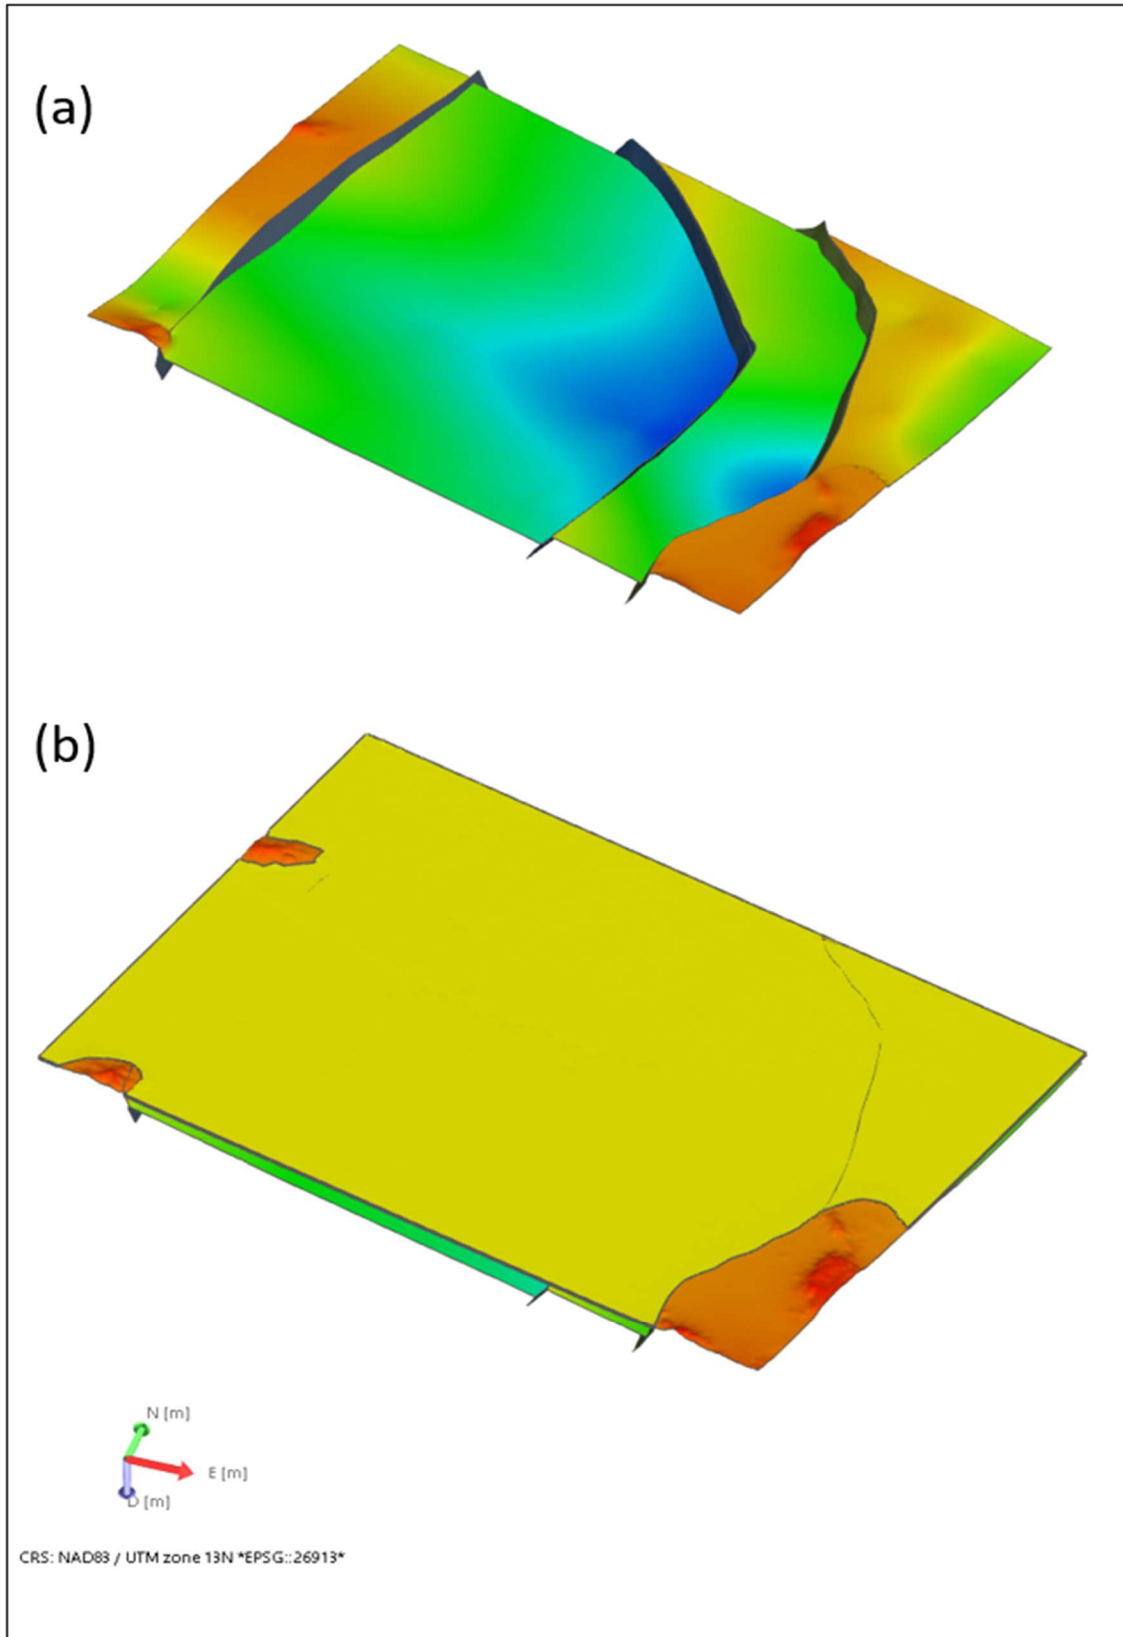 (a)
(b)
N [m]
E [m]
D [m]
CRS: NAD83 / UTM zone 13N *EPSG::26913*